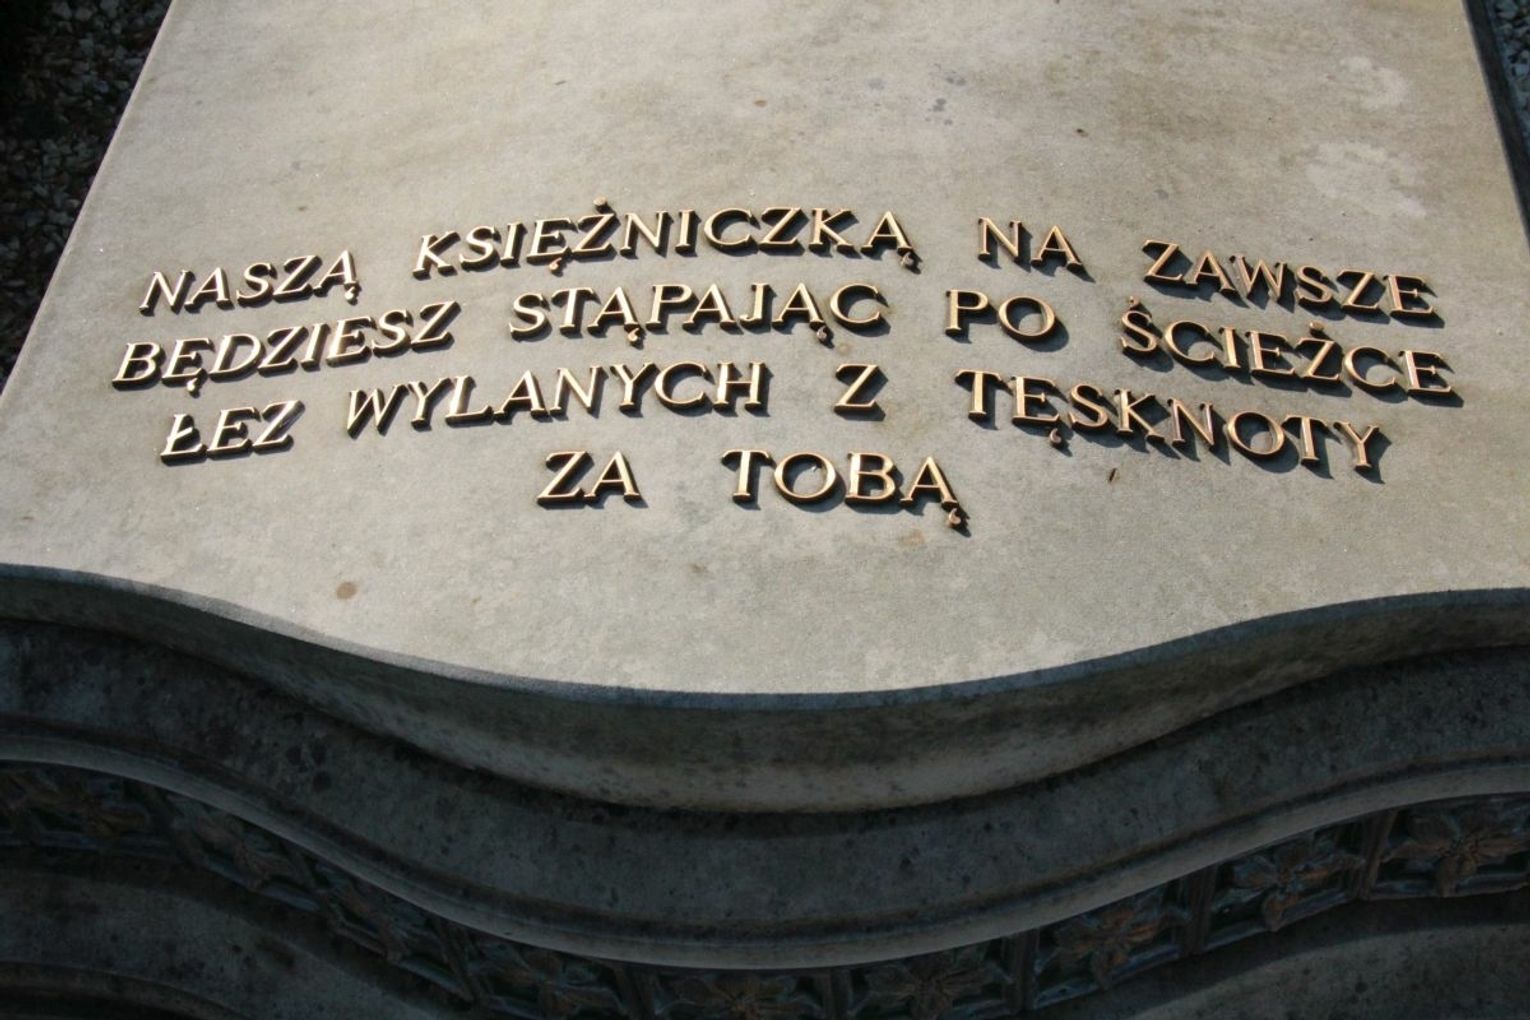 NASZĄ KSIĘŻNICZKĄ NA ZAWSZE
BĘDZIESZ STĄPAJĄC PO ŚCIEŻCE
ŁEZ WYLANYCH Z TĘSKNOTY
ZA TOBĄ